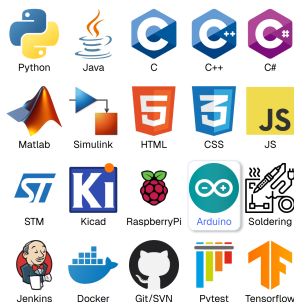 Python Java C C++ C#
Matlab Simulink HTML CSS JS
STM Kicad RaspberryPi Arduino Soldering
Jenkins Docker Git/SVN Pytest Tensorflow